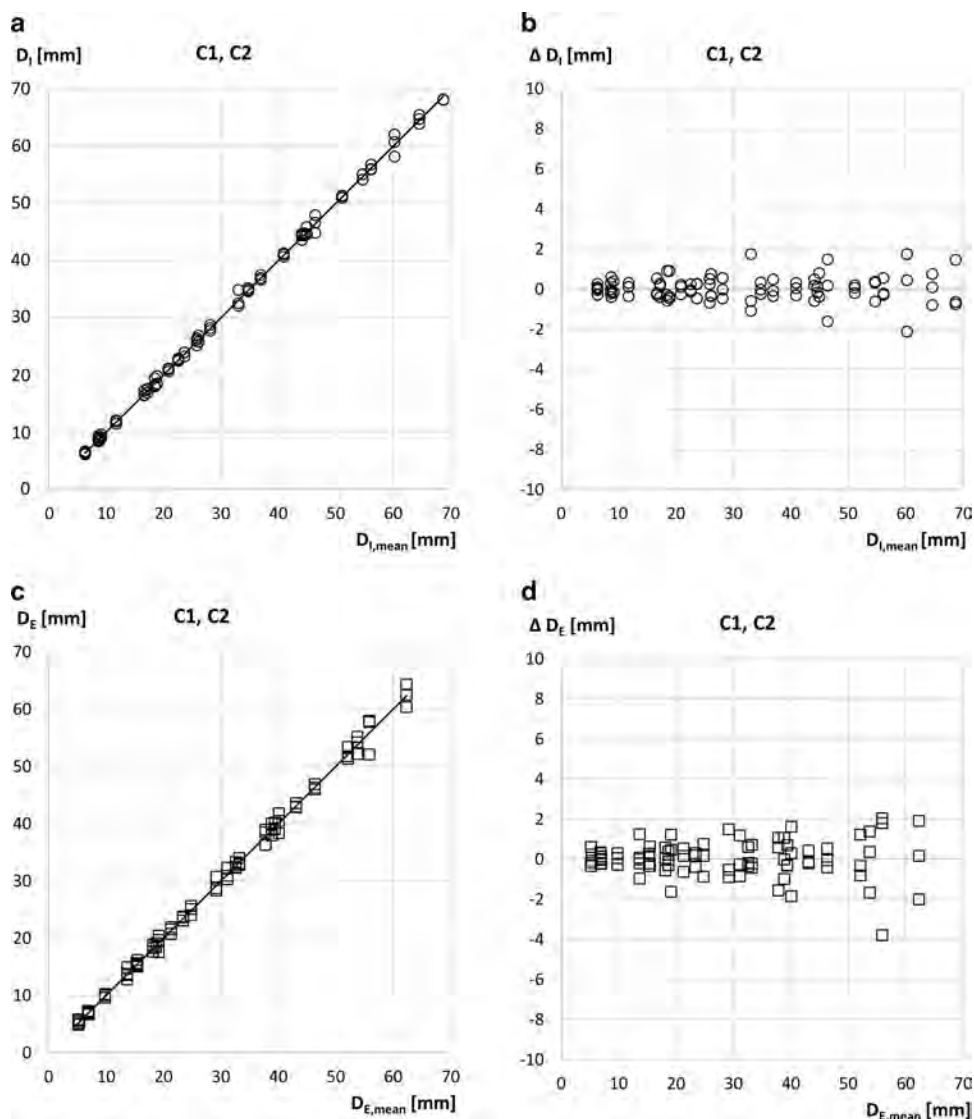 a
D_I [mm] C1, C2
70
60
50
40
30
20
10
0
0 10 20 30 40 50 60 70
D_I,mean [mm]
b
Δ D_I [mm] C1, C2
10
8
6
4
2
0
-2
-4
-6
-8
-10
0 10 20 30 40 50 60 70
D_I,mean [mm]
c
D_E [mm] C1, C2
70
60
50
40
30
20
10
0
0 10 20 30 40 50 60 70
D_E,mean [mm]
d
Δ D_E [mm] C1, C2
10
8
6
4
2
0
-2
-4
-6
-8
-10
0 10 20 30 40 50 60 70
D_E,mean [mm]